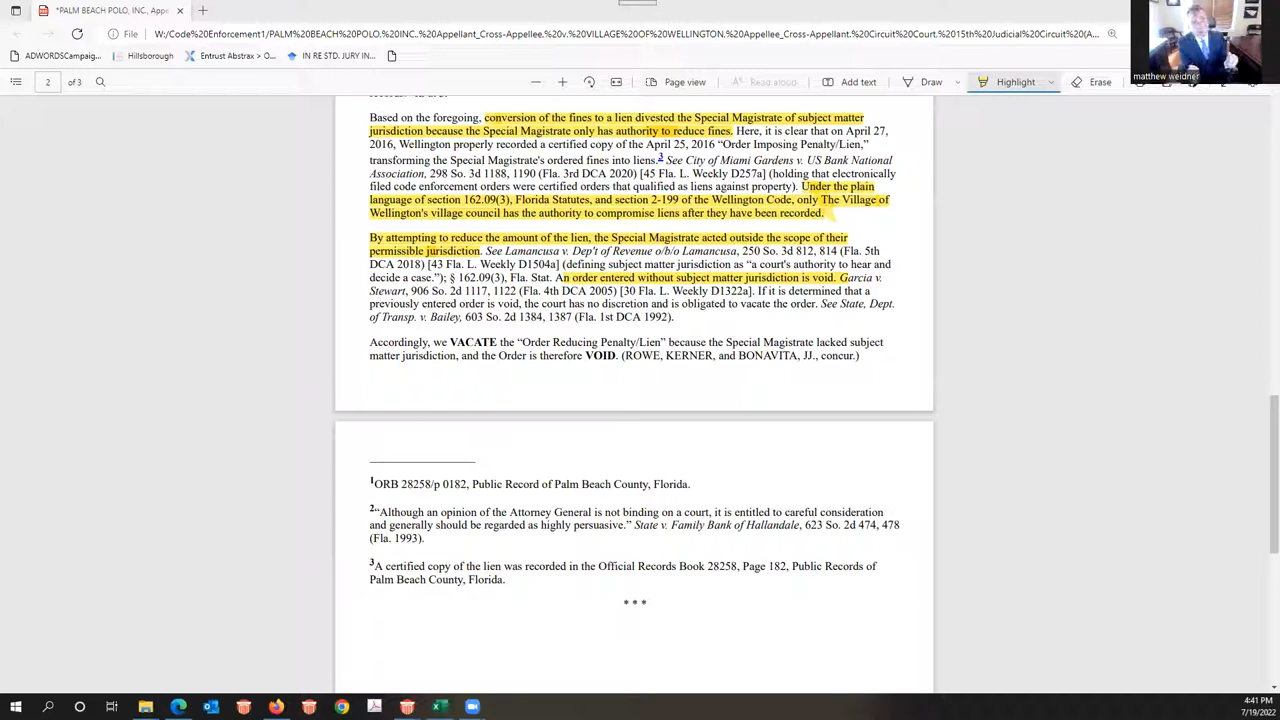 *PALM BEACH POLO, INC., Appe
File
W:/Code%20Enforcement1/PALM%20BEACH%20POLO,%20INC..%20Appellant_Cross-Appellee.%20v.%20VILLAGE%20OF%20WELLINGTON.%20Appellee_Cross-Appellant.%20Circuit%20Court.%2015th%20Judicial%20Circuit%20(A...
ADWORDSCampaig...
Hillsborough
Entrust Abstrax > O...
IN RE STD. JURY IN...
2 of 3
Page view
Read aloud
Add text
Draw
Highlight
Erase
matthew weidner
Based on the foregoing, conversion of the fines to a lien divested the Special Magistrate of subject matter
jurisdiction because the Special Magistrate only has authority to reduce fines. Here, it is clear that on April 27,
2016, Wellington properly recorded a certified copy of the April 25, 2016 “Order Imposing Penalty/Lien,”
transforming the Special Magistrate's ordered fines into liens.3 See City of Miami Gardens v. US Bank National
Association, 298 So. 3d 1188, 1190 (Fla. 3rd DCA 2020) [45 Fla. L. Weekly D257a] (holding that electronically
filed code enforcement orders were certified orders that qualified as liens against property). Under the plain
language of section 162.09(3), Florida Statutes, and section 2-199 of the Wellington Code, only The Village of
Wellington's village council has the authority to compromise liens after they have been recorded.
By attempting to reduce the amount of the lien, the Special Magistrate acted outside the scope of their
permissible jurisdiction. See Lamancusa v. Dep't of Revenue o/b/o Lamancusa, 250 So. 3d 812, 814 (Fla. 5th
DCA 2018) [43 Fla. L. Weekly D1504a] (defining subject matter jurisdiction as “a court's authority to hear and
decide a case.”); § 162.09(3), Fla. Stat. An order entered without subject matter jurisdiction is void. Garcia v.
Stewart, 906 So. 2d 1117, 1122 (Fla. 4th DCA 2005) [30 Fla. L. Weekly D1322a]. If it is determined that a
previously entered order is void, the court has no discretion and is obligated to vacate the order. See State, Dept.
of Transp. v. Bailey, 603 So. 2d 1384, 1387 (Fla. 1st DCA 1992).
Accordingly, we VACATE the “Order Reducing Penalty/Lien” because the Special Magistrate lacked subject
matter jurisdiction, and the Order is therefore VOID. (ROWE, KERNER, and BONAVITA, JJ., concur.)
1ORB 28258/p 0182, Public Record of Palm Beach County, Florida.
2“Although an opinion of the Attorney General is not binding on a court, it is entitled to careful consideration
and generally should be regarded as highly persuasive.” State v. Family Bank of Hallandale, 623 So. 2d 474, 478
(Fla. 1993).
3A certified copy of the lien was recorded in the Official Records Book 28258, Page 182, Public Records of
Palm Beach County, Florida.
* * *
4:41 PM
7/19/2022